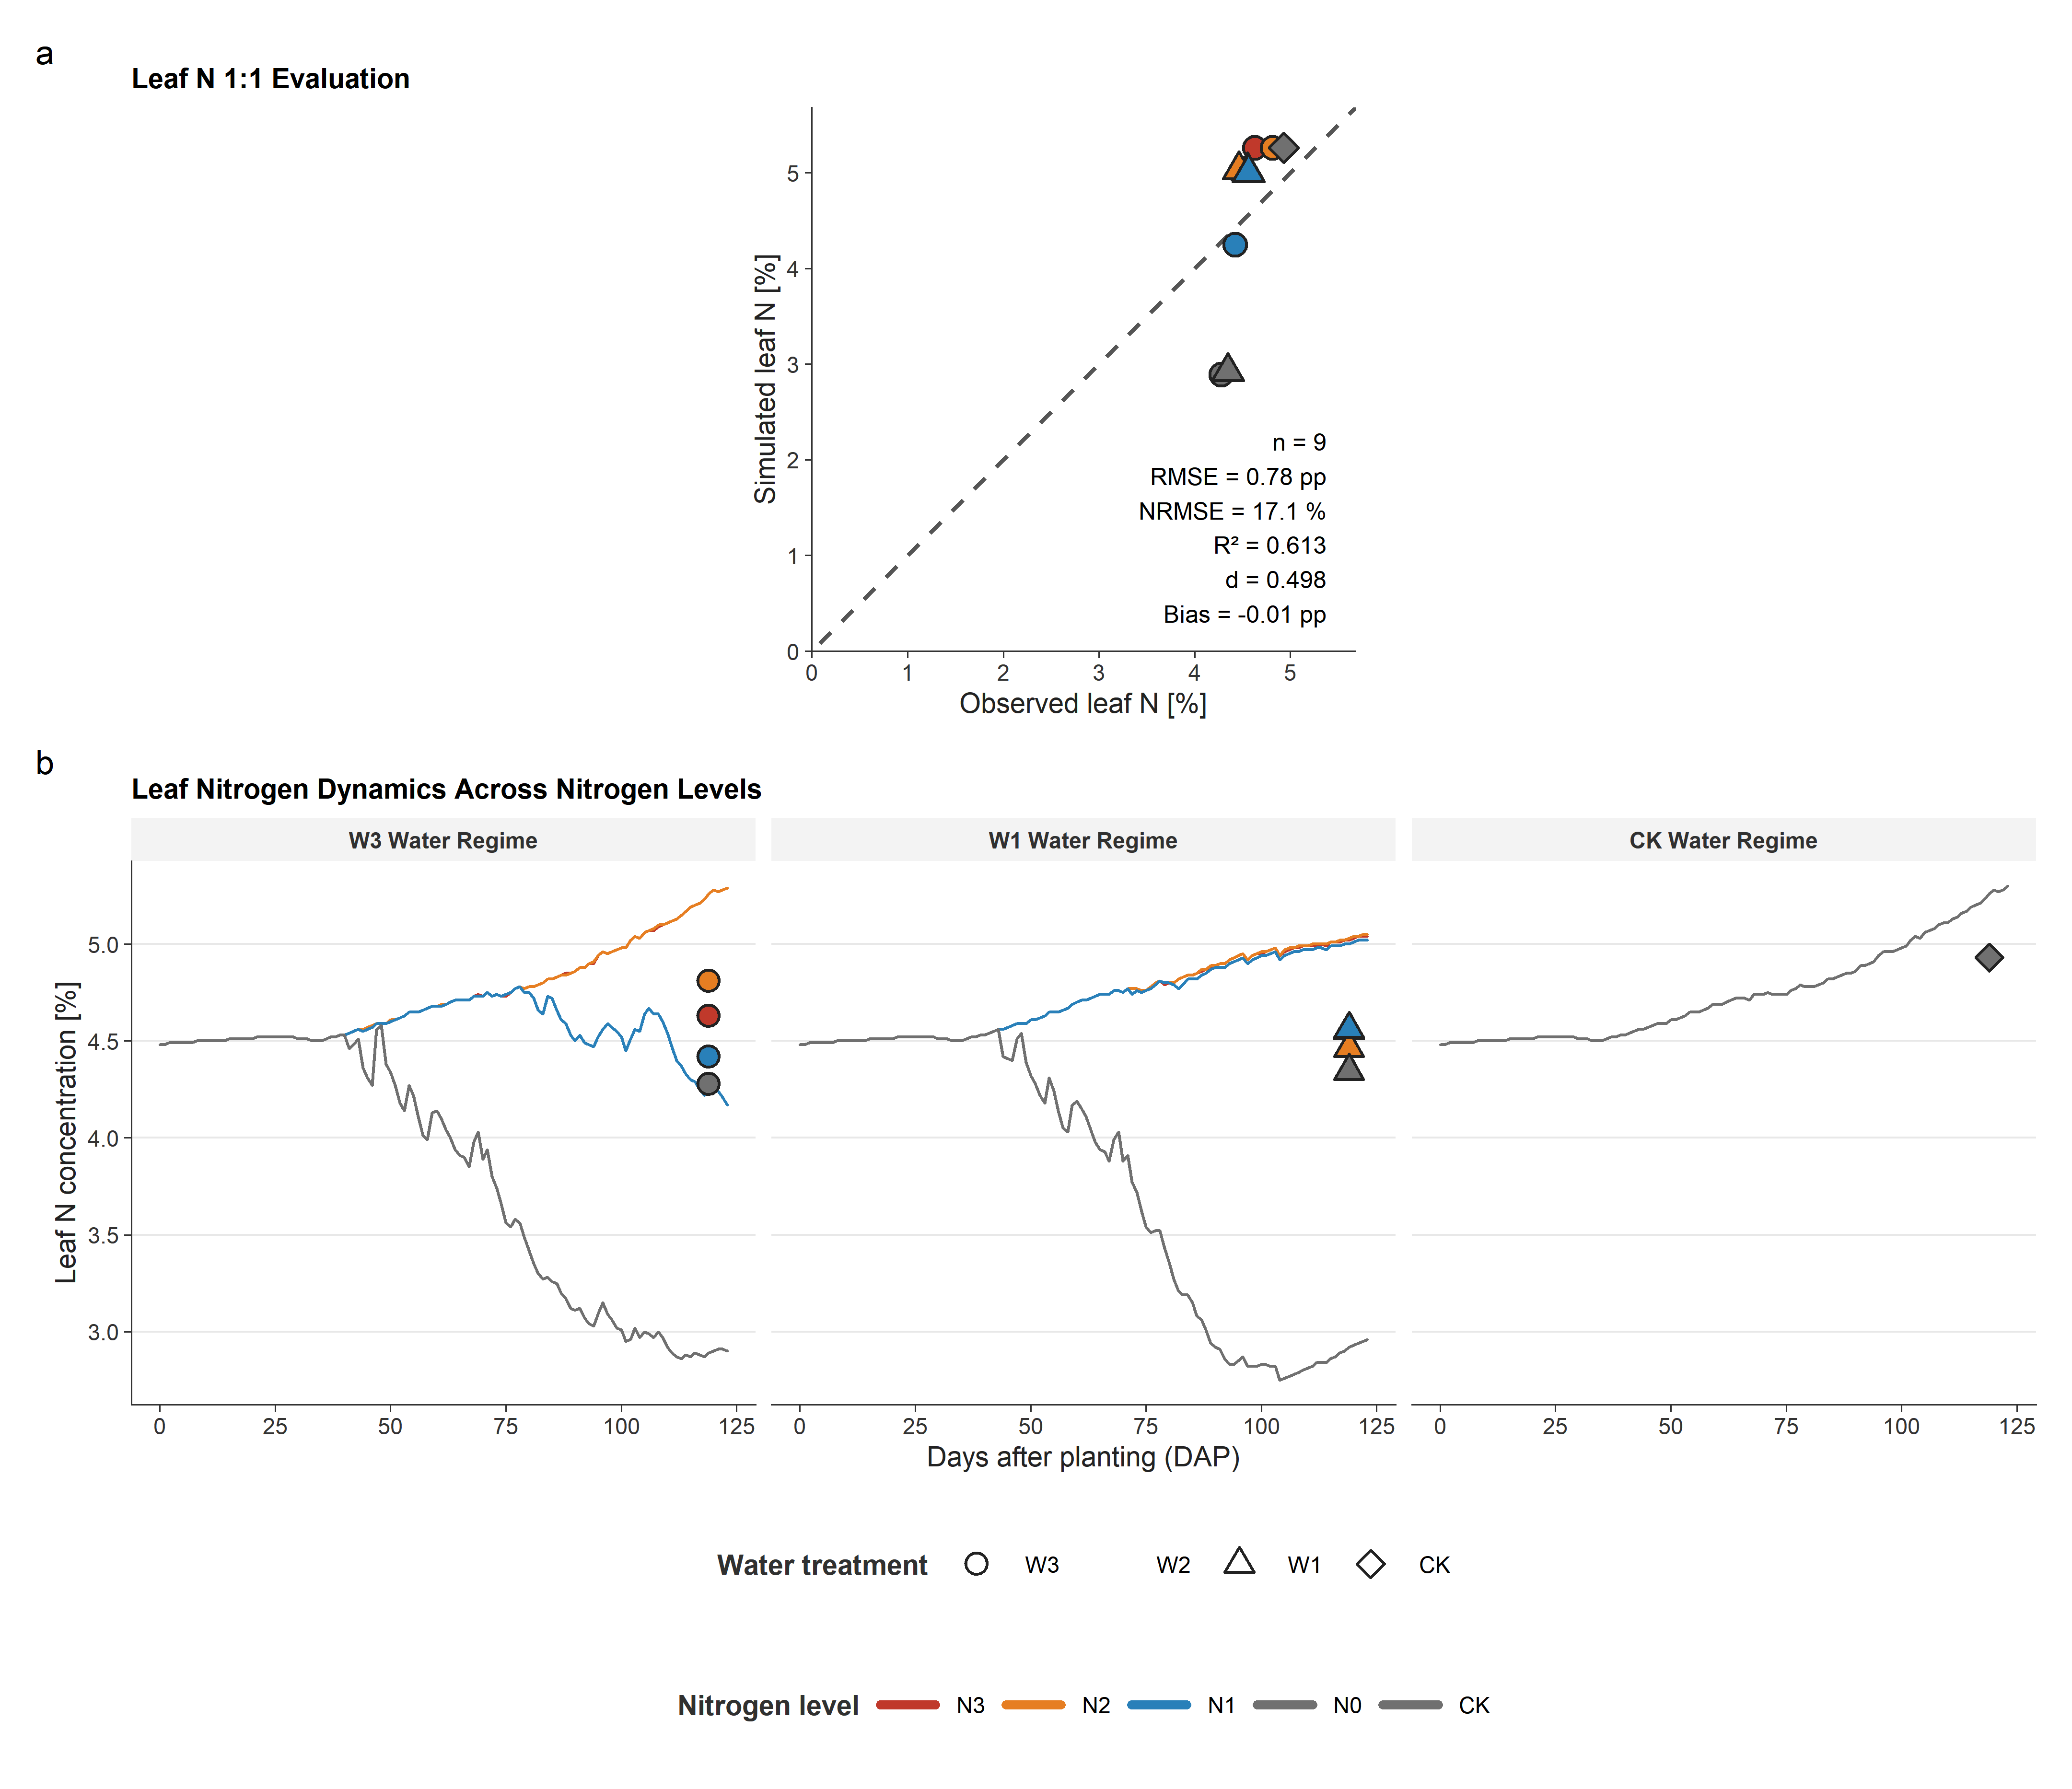 a
Leaf N 1:1 Evaluation
Simulated leaf N [%]
5
4
3
2
1
0
n = 9
RMSE = 0.78 pp
NRMSE = 17.1 %
R² = 0.613
d = 0.498
Bias = -0.01 pp
0 1 2 3 4 5
Observed leaf N [%]
b
Leaf Nitrogen Dynamics Across Nitrogen Levels
W3 Water Regime W1 Water Regime CK Water Regime
Leaf N concentration [%]
5.0
4.5
4.0
3.5
3.0
0 25 50 75 100 125 0 25 50 75 100 125 0 25 50 75 100 125
Days after planting (DAP)
Water treatment W3 W2 W1 CK
Nitrogen level N3 N2 N1 N0 CK